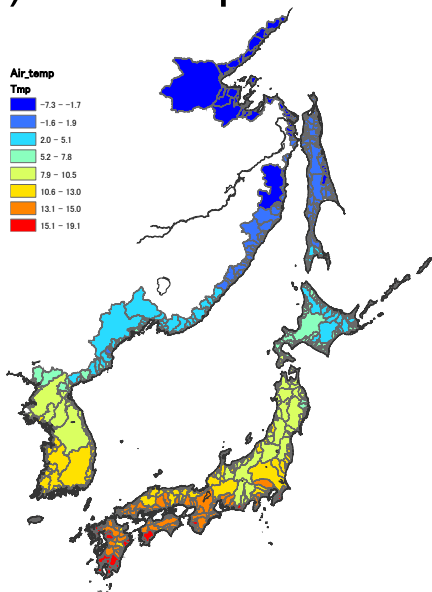 Air_temp
Tmp
-7.3 - -1.7
-1.6 - 1.9
2.0 - 5.1
5.2 - 7.8
7.9 - 10.5
10.6 - 13.0
13.1 - 15.0
15.1 - 19.1